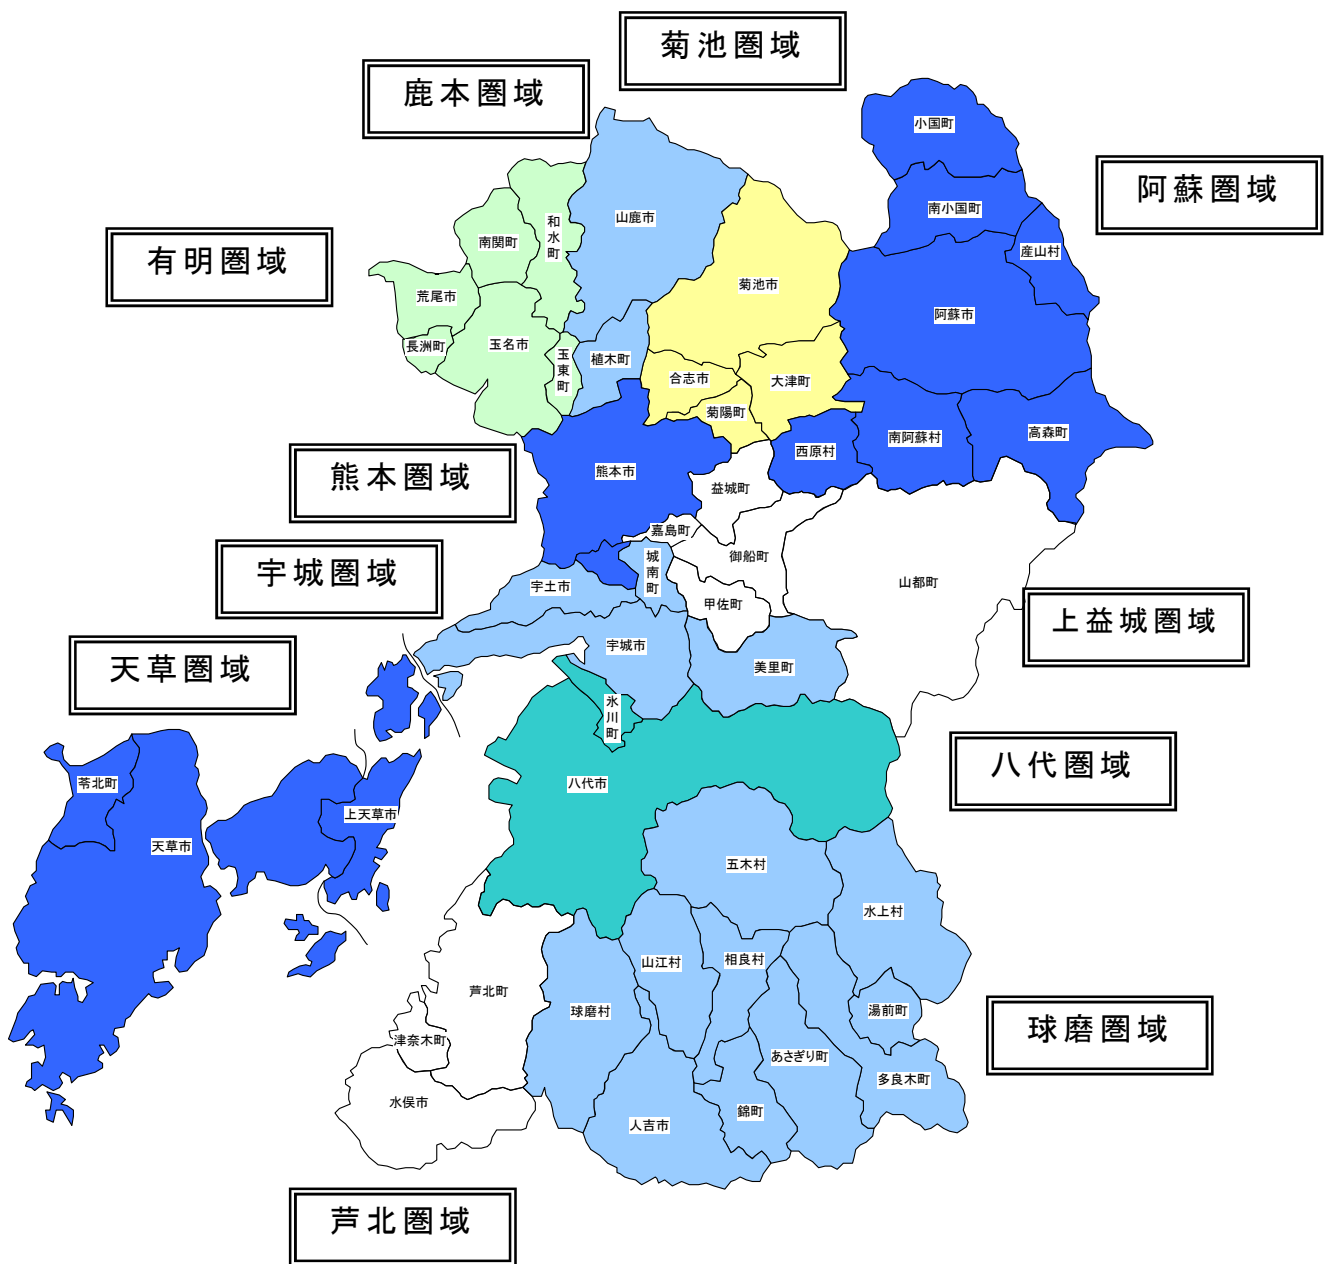 菊池圏域
鹿本圏域
小国町
阿蘇圏域
南小国町
山鹿市
和水町
南関町
有明圏域
産山村
菊池市
荒尾市
阿蘇市
長洲町
玉名市
玉東町
植木町
合志市
大津町
菊陽町
高森町
南阿蘇村
西原村
熊本圏域
熊本市
益城町
嘉島町
御船町
城南町
宇城圏域
宇土市
山都町
甲佐町
上益城圏域
宇城市
美里町
天草圏域
氷川町
八代圏域
八代市
苓北町
上天草市
天草市
五木村
水上村
山江村
相良村
芦北町
球磨村
湯前町
球磨圏域
津奈木町
あさぎり町
多良木町
水俣市
錦町
人吉市
芦北圏域